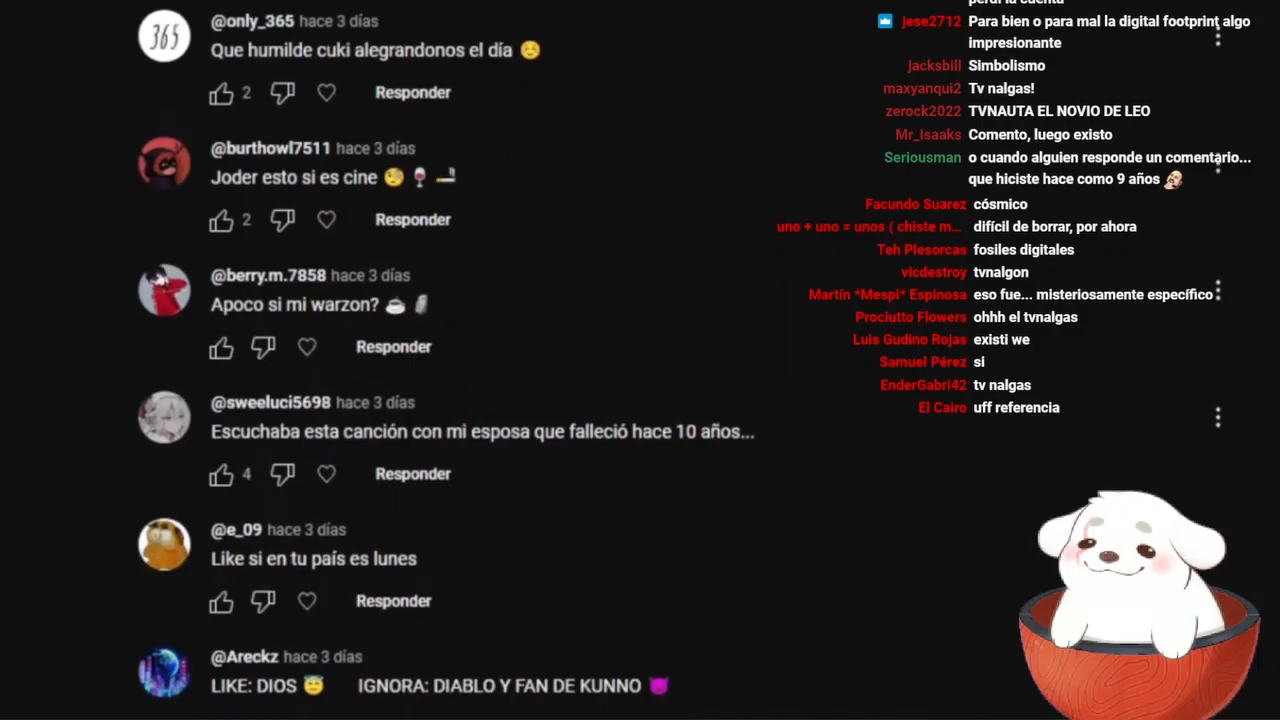 365
@only_365 hace 3 días
Que humilde cuki alegrandonos el día ☺️
2
Responder
@burthowl7511 hace 3 días
Joder esto si es cine 🧐🍷🚬
2
Responder
@berry.m.7858 hace 3 días
Apoco si mi warzon? ☕🗿
Responder
@sweeluci5698 hace 3 días
Escuchaba esta canción con mi esposa que falleció hace 10 años...
4
Responder
@e_09 hace 3 días
Like si en tu país es lunes
Responder
@Areckz hace 3 días
LIKE: DIOS 😇 IGNORA: DIABLO Y FAN DE KUNNO 😈
Jese2712 Para bien o para mal la digital footprint algo
impresionante
jacksbill Simbolismo
maxyanqui2 Tv nalgas!
zerock2022 TVNAUTA EL NOVIO DE LEO
Mr_Isaaks Comento, luego existo
Seriousman o cuando alguien responde un comentario...
que hiciste hace como 9 años
Facundo Suarez cósmico
uno + uno = unos ( chiste m... difícil de borrar, por ahora
Teh Plesorcas fosiles digitales
vicdestroy tvnalgon
Martín *Mespi* Espinosa eso fue... misteriosamente específico
Prociutto Flowers ohhh el tvnalgas
Luis Gudino Rojas existi we
Samuel Pérez si
EnderGabri42 tv nalgas
El Cairo uff referencia